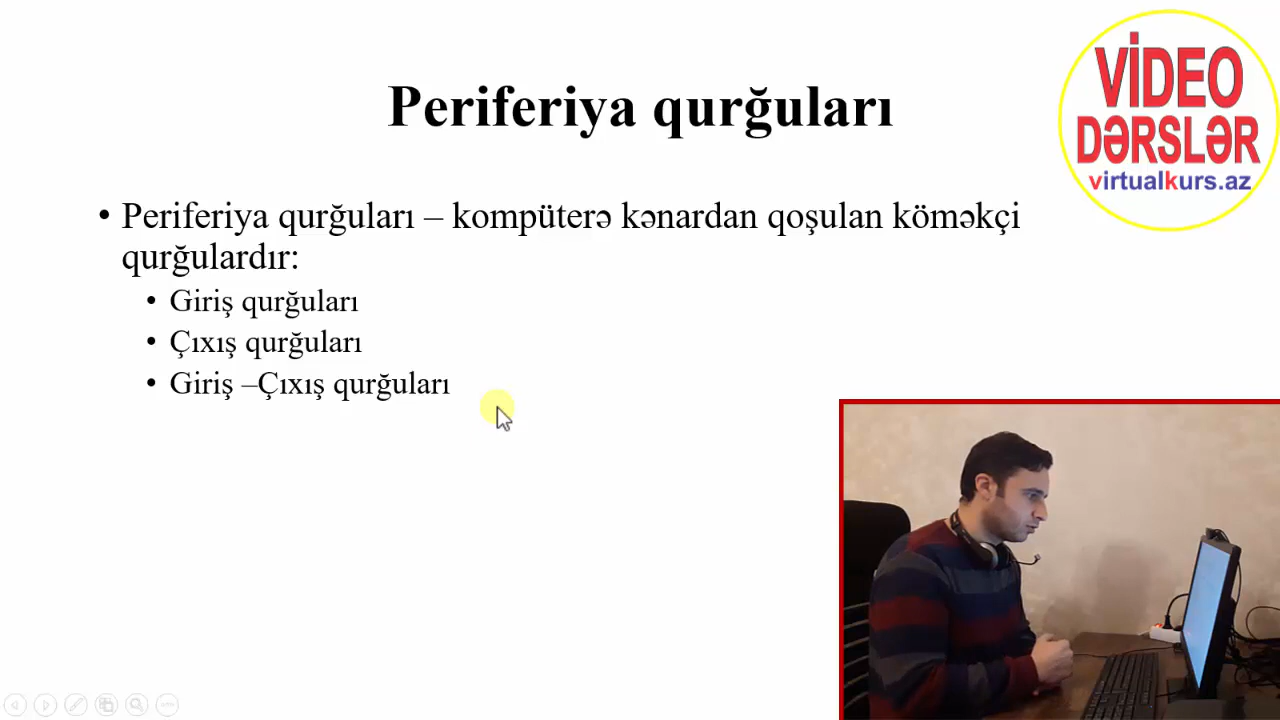 Periferiya qurğuları
• Periferiya qurğuları – kompüterə kənardan qoşulan köməkçi
qurğulardır:
• Giriş qurğuları
• Çıxış qurğuları
• Giriş –Çıxış qurğuları
VİDEO
DƏRSLƏR
virtualkurs.az